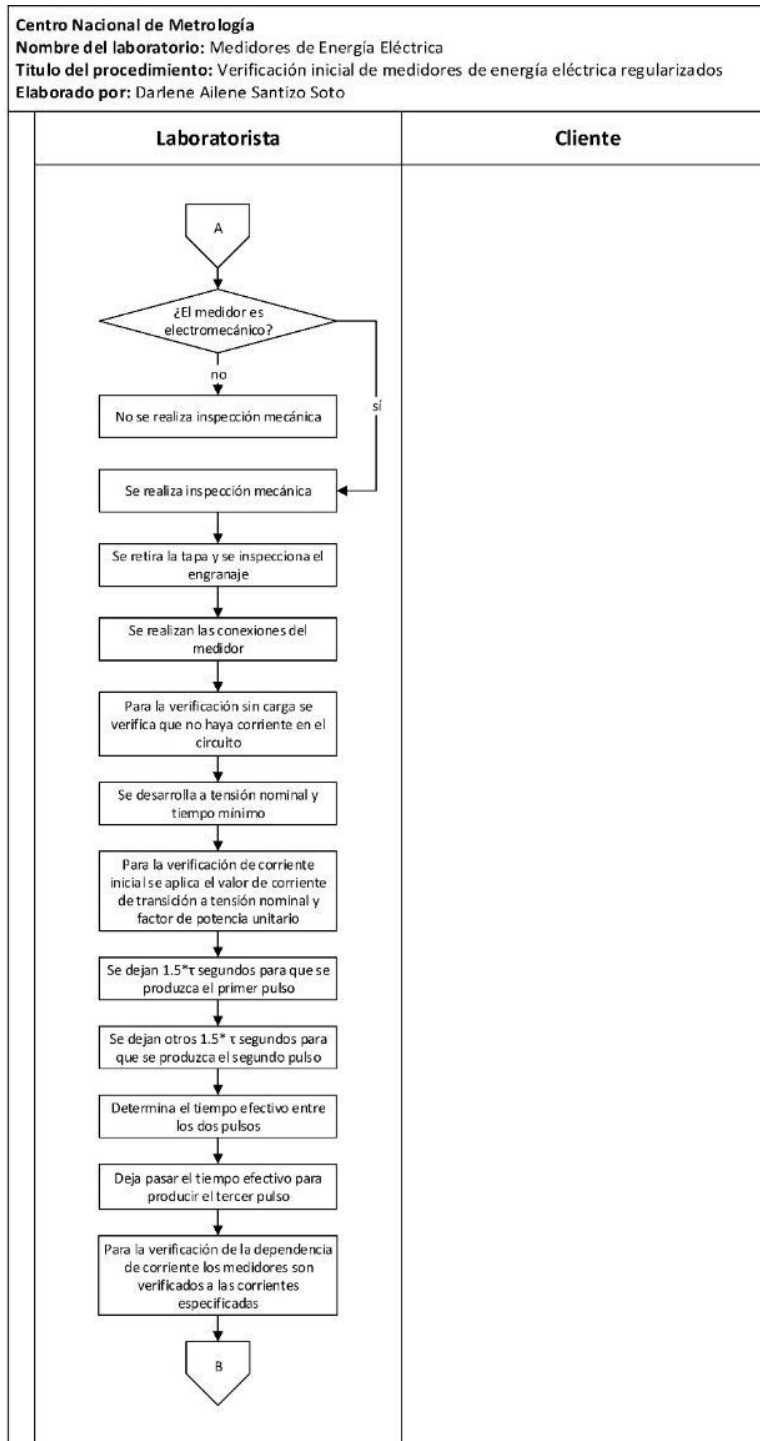 Centro Nacional de Metrología
Nombre del laboratorio: Medidores de Energía Eléctrica
Titulo del procedimiento: Verificación inicial de medidores de energía eléctrica regularizados
Elaborado por: Darlene Ailene Santizo Soto
Laboratorista
Cliente
A
¿El medidor es
electromecánico?
no
sí
No se realiza inspección mecánica
Se realiza inspección mecánica
Se retira la tapa y se inspecciona el
engranaje
Se realizan las conexiones del
medidor
Para la verificación sin carga se
verifica que no haya corriente en el
circuito
Se desarrolla a tensión nominal y
tiempo mínimo
Para la verificación de corriente
inicial se aplica el valor de corriente
de transición a tensión nominal y
factor de potencia unitario
Se dejan 1.5*τ segundos para que se
produzca el primer pulso
Se dejan otros 1.5* τ segundos para
que se produzca el segundo pulso
Determina el tiempo efectivo entre
los dos pulsos
Deja pasar el tiempo efectivo para
producir el tercer pulso
Para la verificación de la dependencia
de corriente los medidores son
verificados a las corrientes
especificadas
B